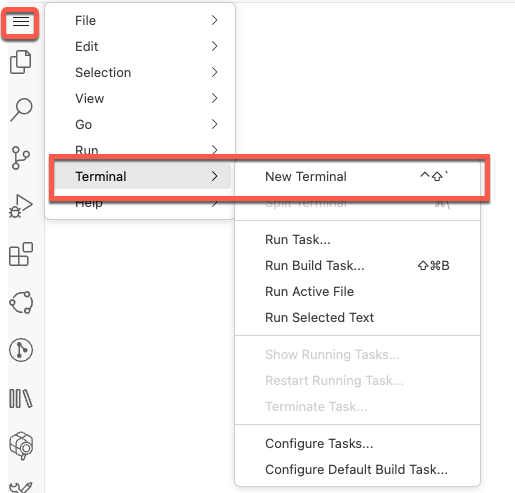 File
Edit
Selection
View
Go
Run
Terminal
Help
New Terminal ^⇧`
Split Terminal ⌘\
Run Task...
Run Build Task... ⇧⌘B
Run Active File
Run Selected Text
Show Running Tasks...
Restart Running Task...
Terminate Task...
Configure Tasks...
Configure Default Build Task...